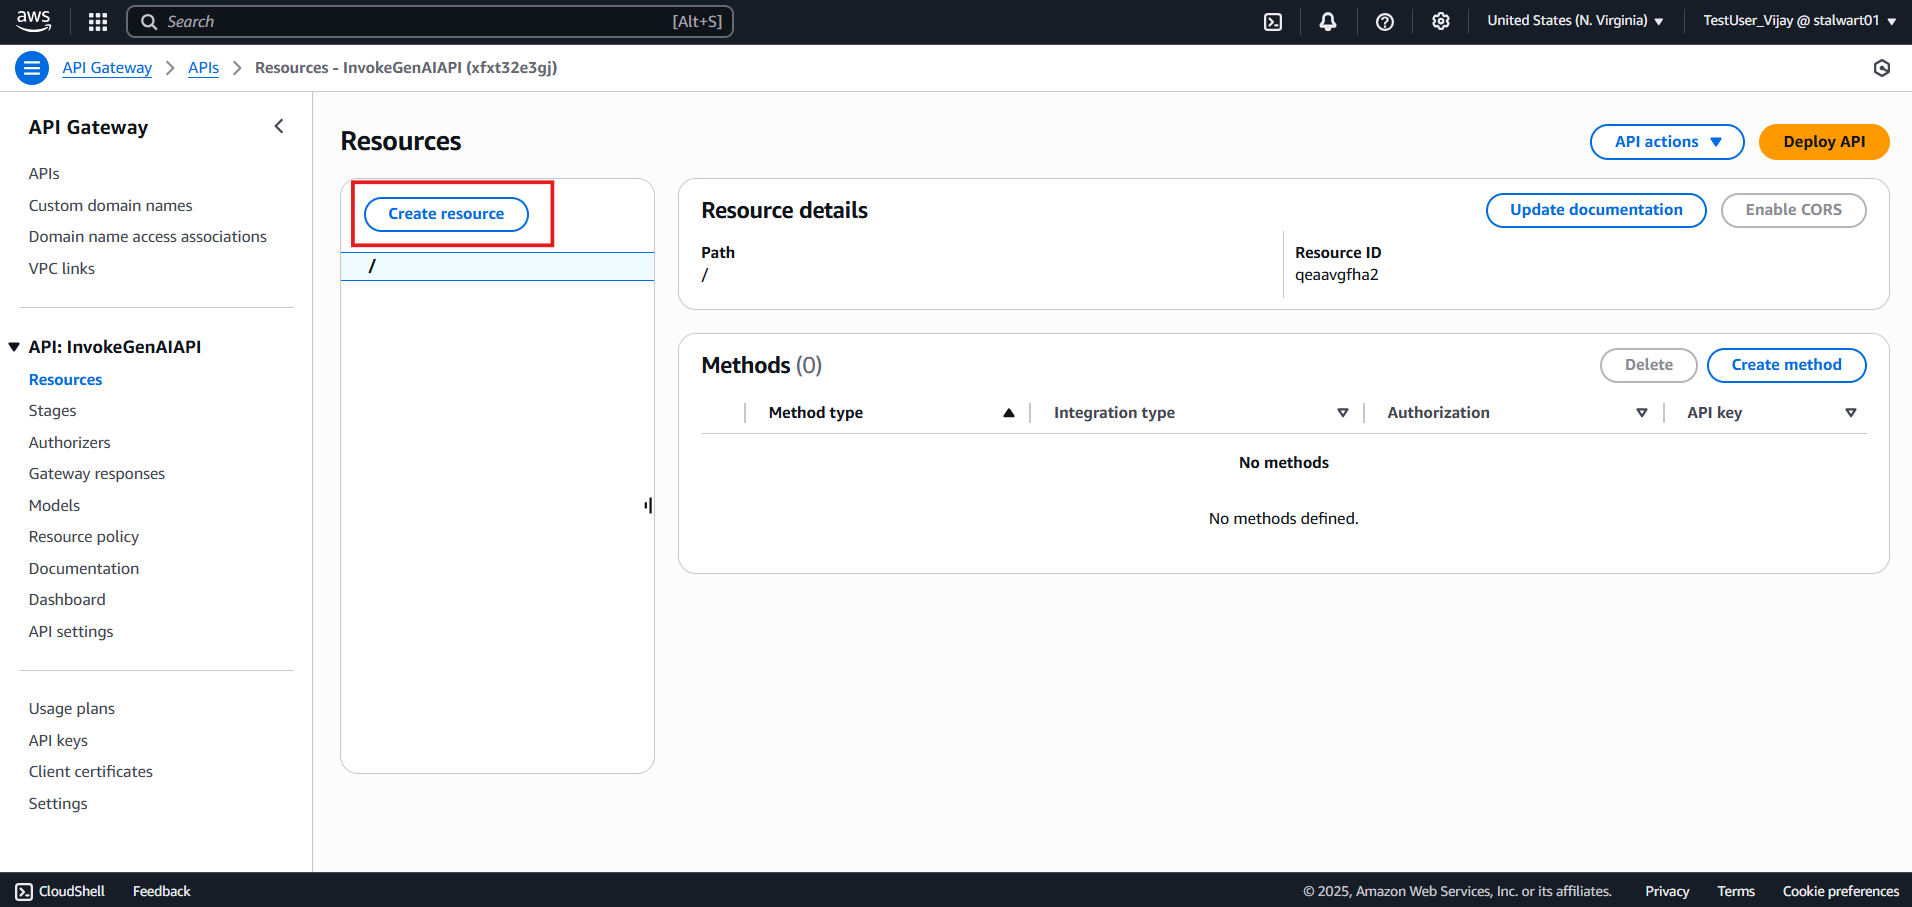 aws
Search [Alt+S]
United States (N. Virginia)
TestUser_Vijay @ stalwart01
API Gateway
APIs
Resources - InvokeGenAIAPI (xfxt32e3gj)
API Gateway
APIs
Custom domain names
Domain name access associations
VPC links
API: InvokeGenAIAPI
Resources
Stages
Authorizers
Gateway responses
Models
Resource policy
Documentation
Dashboard
API settings
Usage plans
API keys
Client certificates
Settings
Resources
API actions
Deploy API
Create resource
/
Resource details
Update documentation
Enable CORS
Path
/
Resource ID
qeaavgfha2
Methods (0)
Delete
Create method
Method type
Integration type
Authorization
API key
No methods
No methods defined.
CloudShell
Feedback
© 2025, Amazon Web Services, Inc. or its affiliates.
Privacy
Terms
Cookie preferences